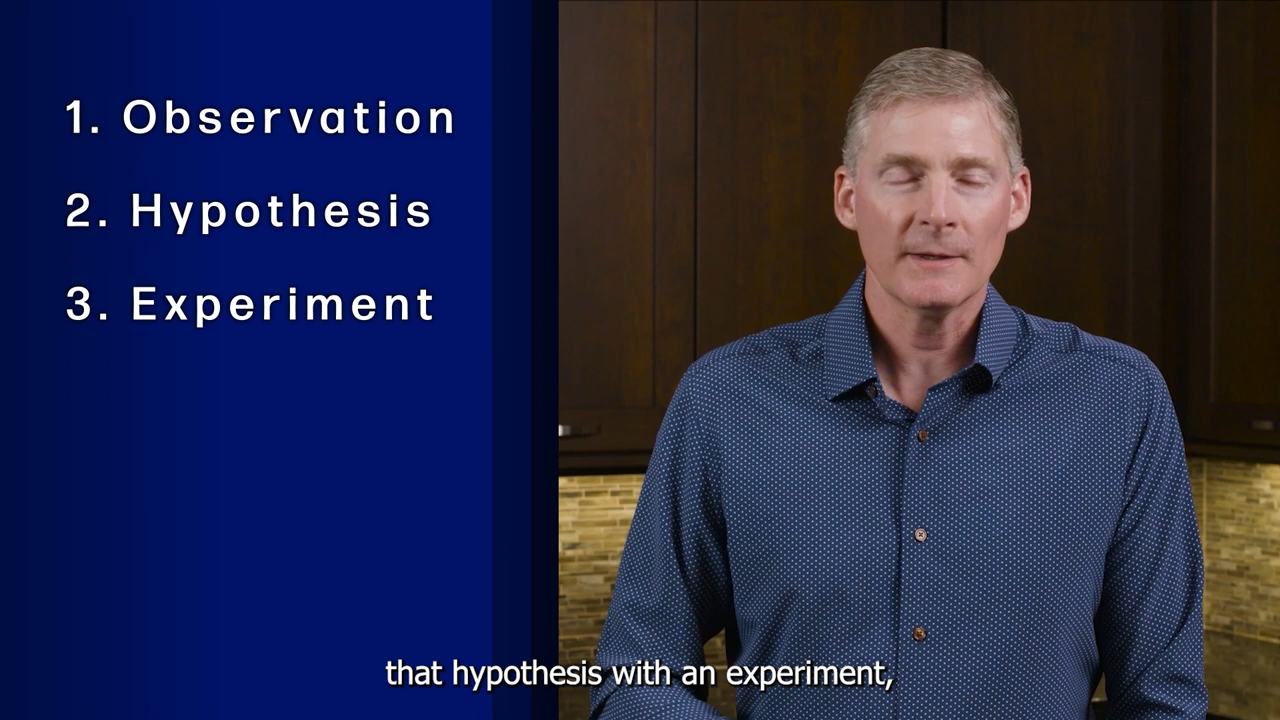 1. Observation
2. Hypothesis
3. Experiment
that hypothesis with an experiment,